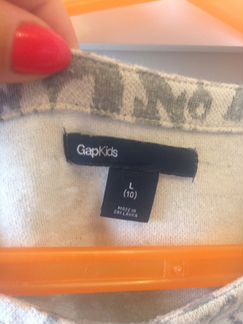 GapKids
L
(10)
MADE IN
SRI LANKA